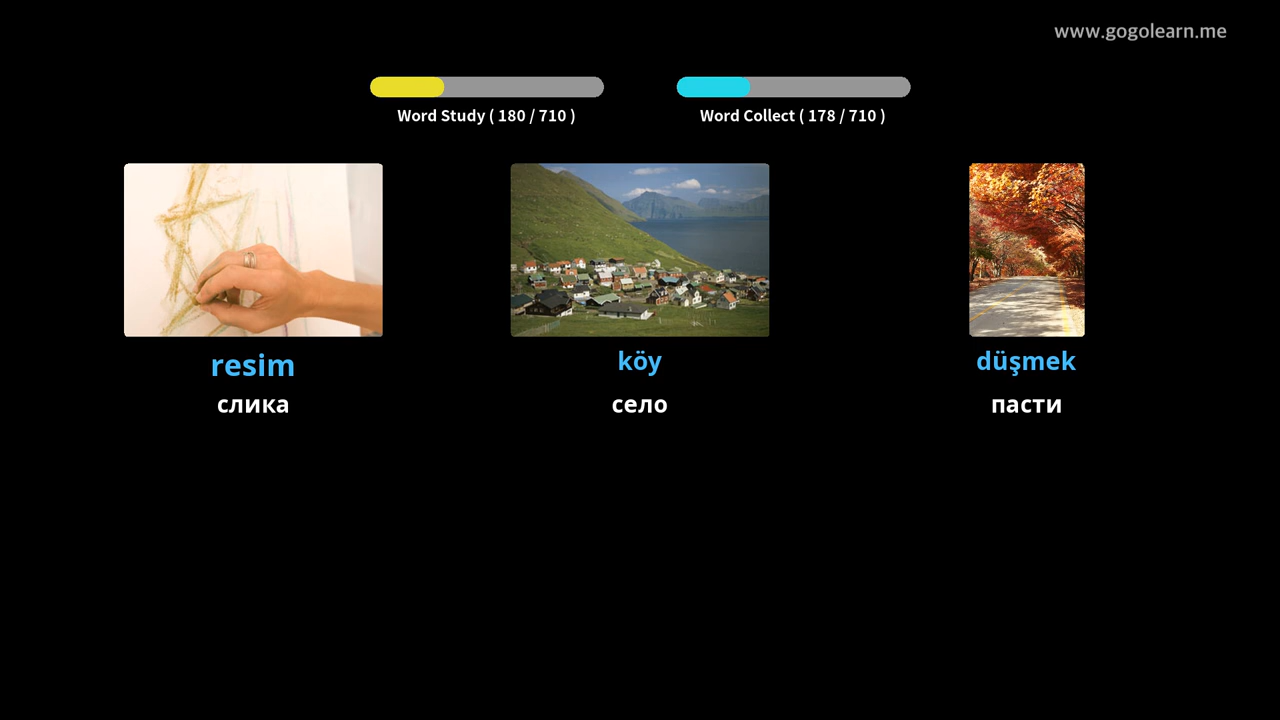 www.gogolearn.me
Word Study ( 180 / 710 )
Word Collect ( 178 / 710 )
resim
köy
düşmek
слика
село
пасти